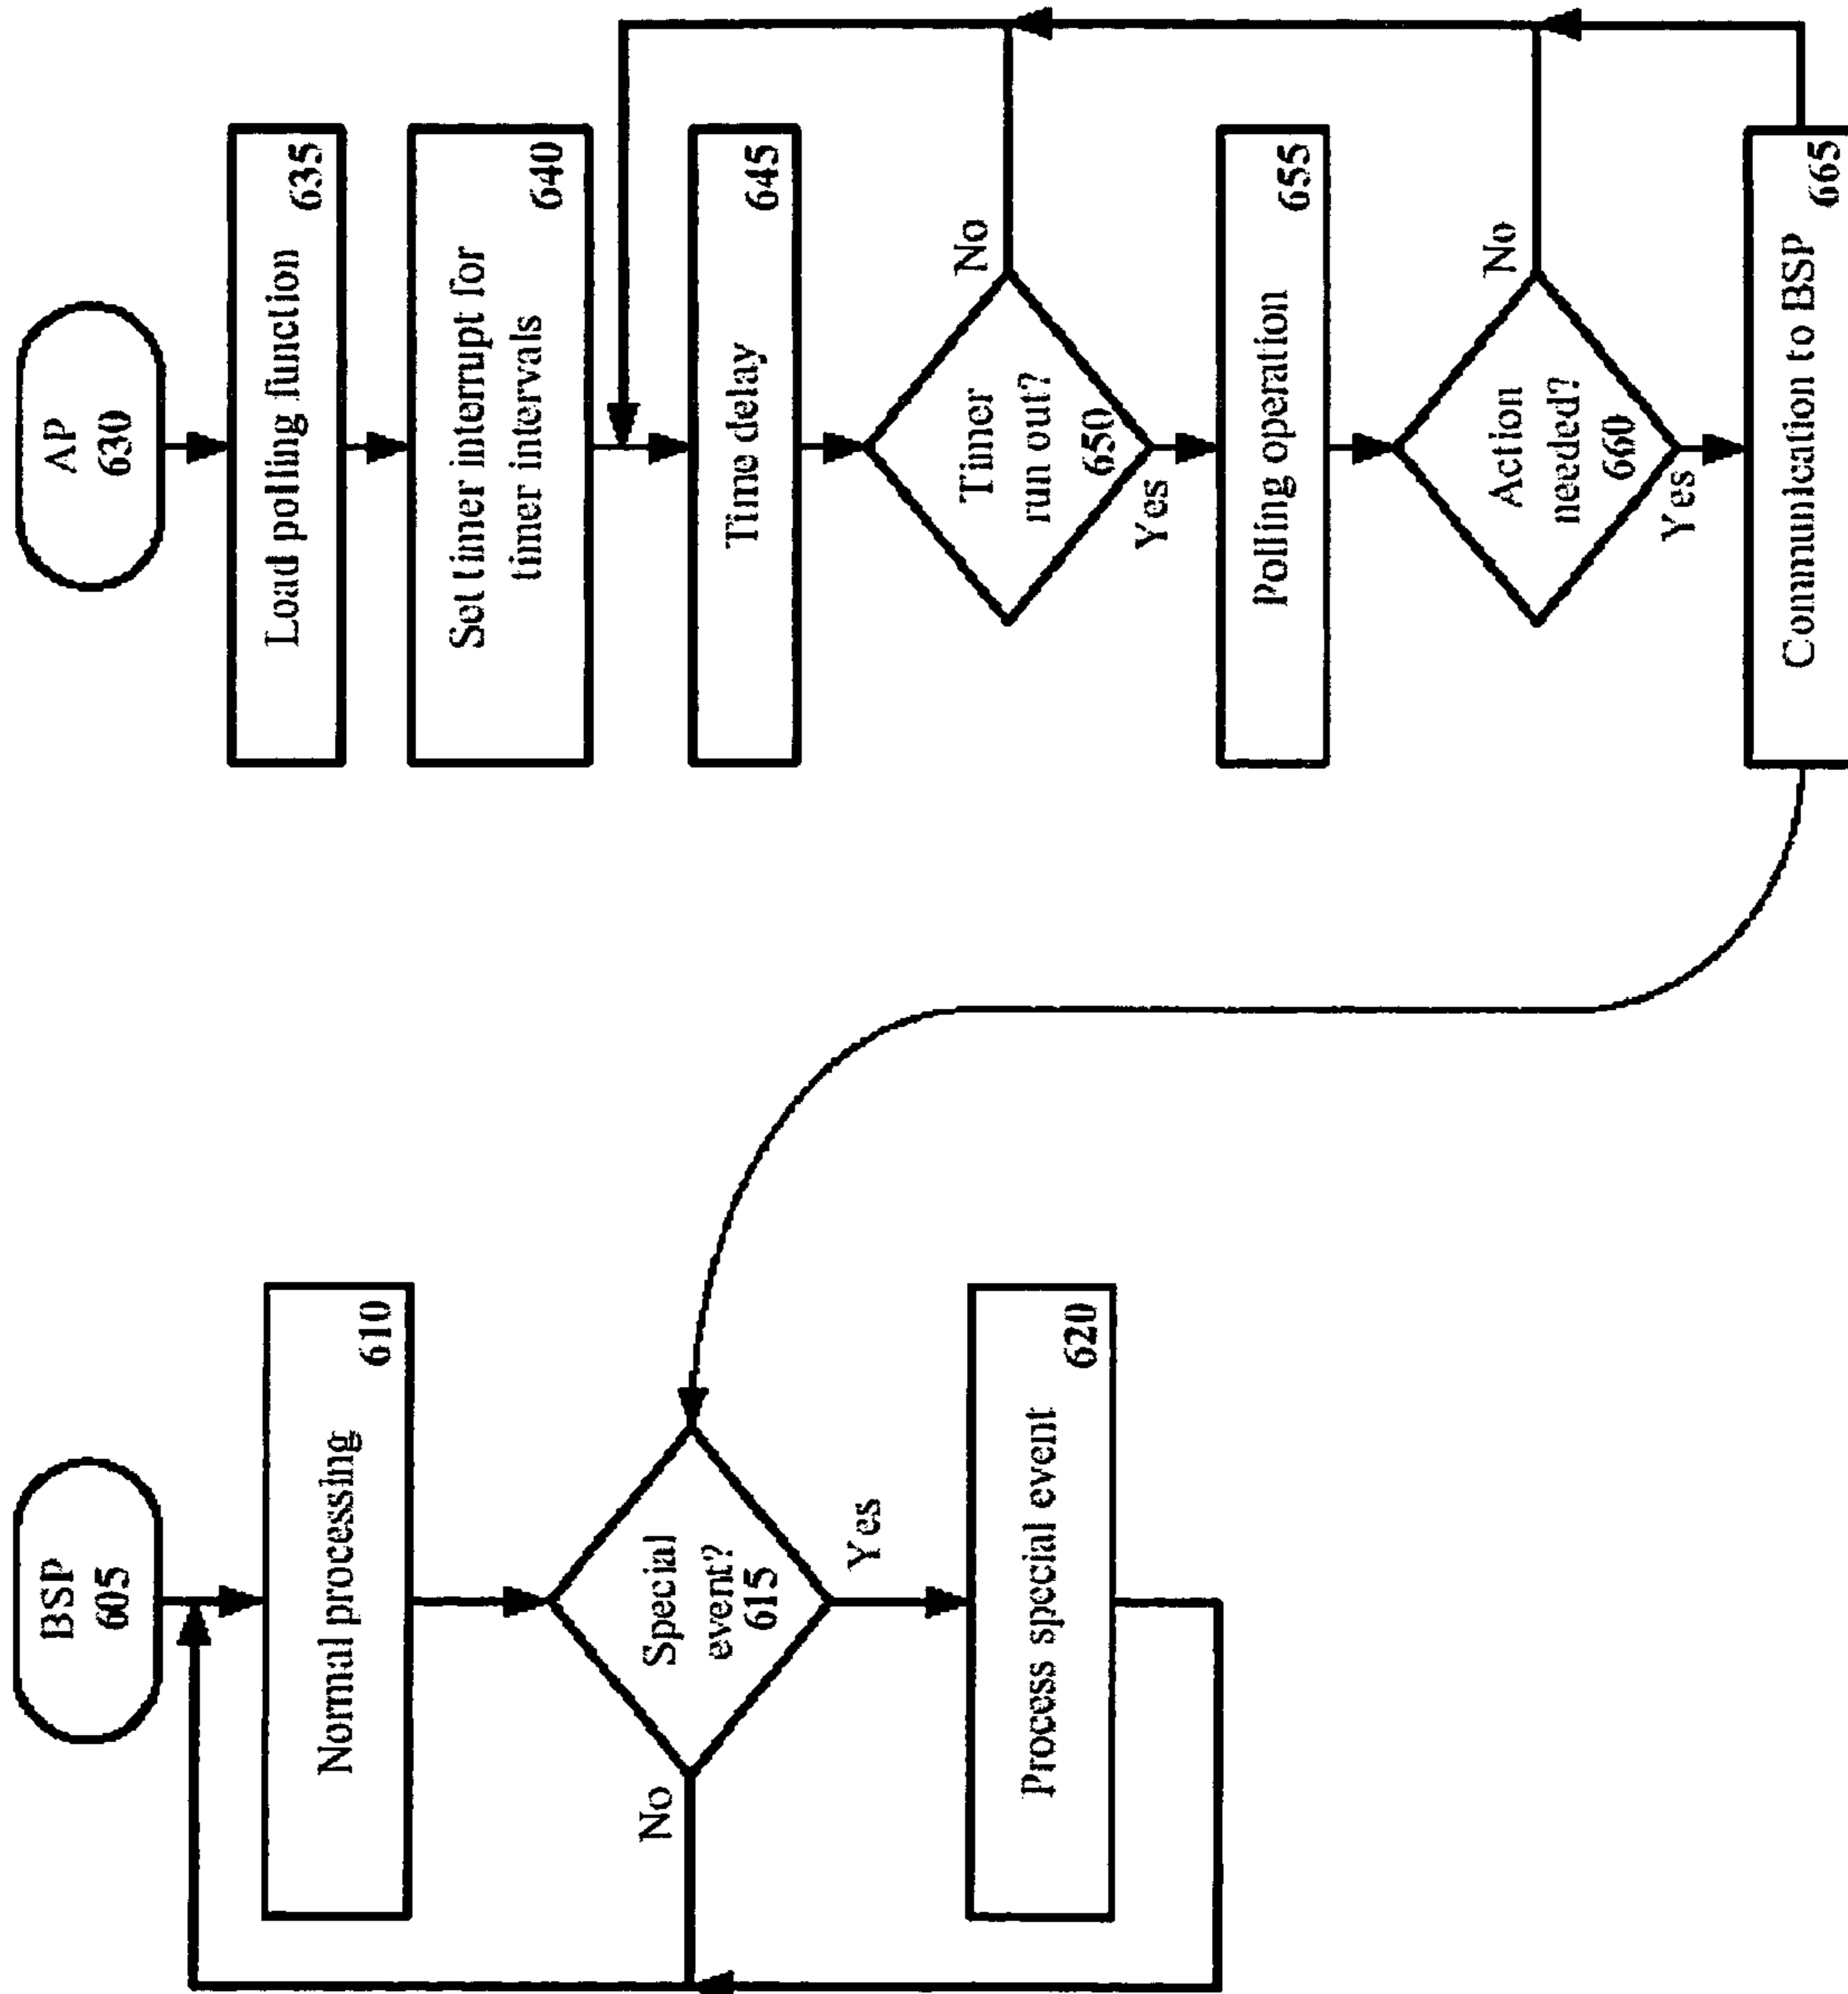 BSP
605
Normal processing
610
Special
event?
615
No
Yes
Process special event
620
AP
630
Load polling function
635
Set timer interrupt for
timer intervals
640
Time delay
645
Timer
run out?
650
No
Yes
Polling operation
655
Action
needed?
660
No
Yes
Communication to BSP
665